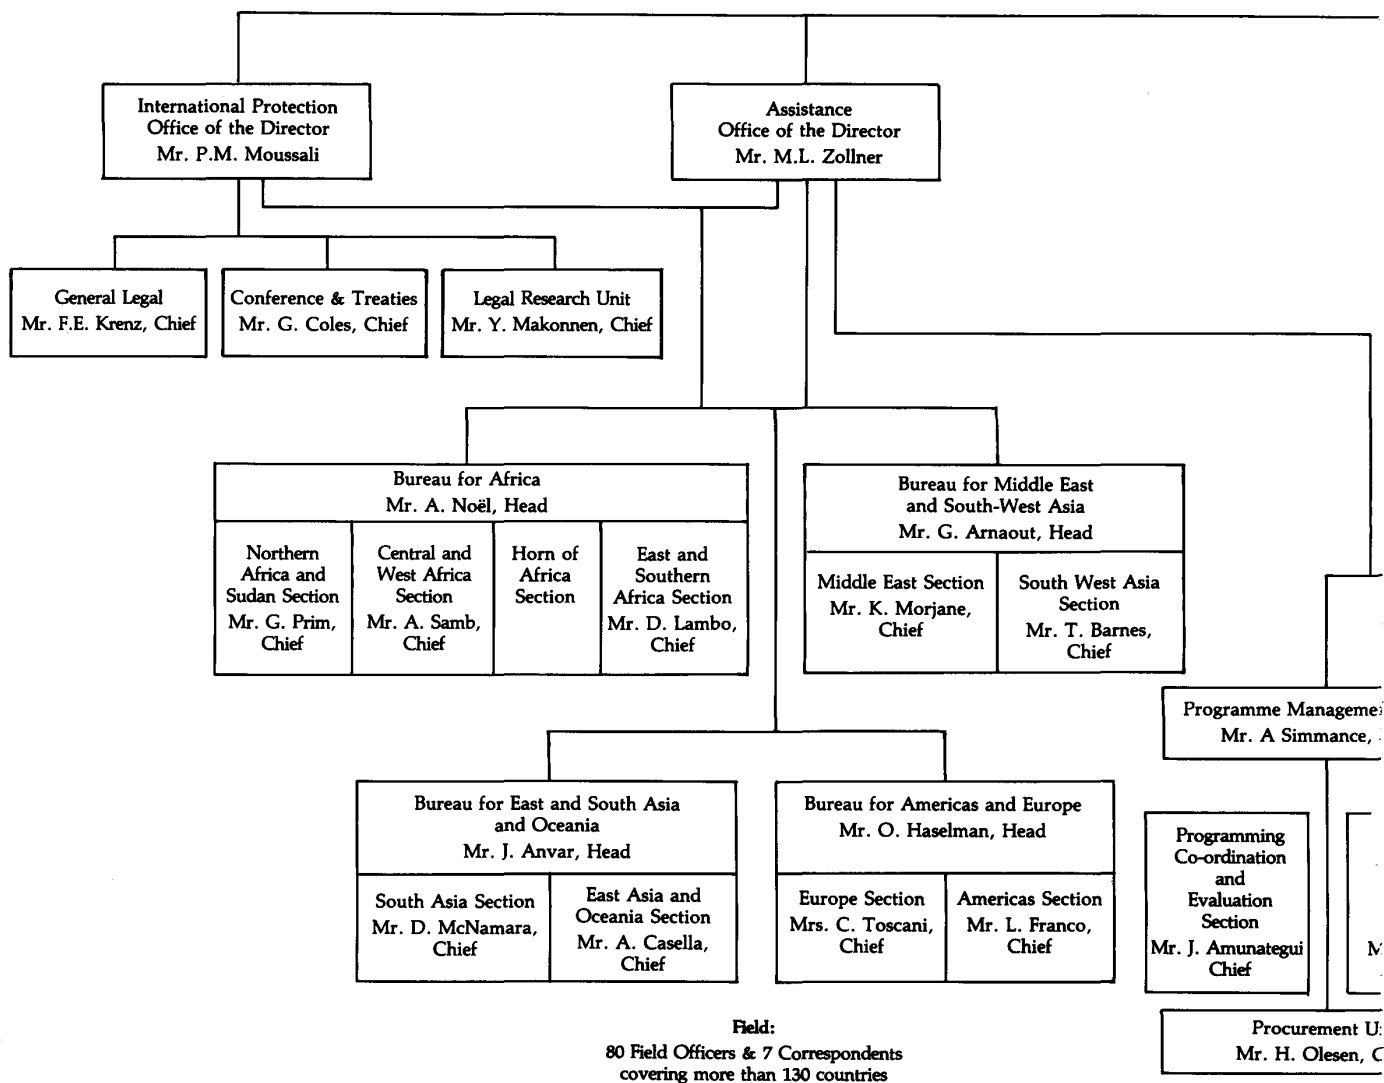 International Protection
Office of the Director
Mr. P.M. Moussali
Assistance
Office of the Director
Mr. M.L. Zollner
General Legal
Mr. F.E. Krenz, Chief
Conference & Treaties
Mr. G. Coles, Chief
Legal Research Unit
Mr. Y. Makonnen, Chief
Bureau for Africa
Mr. A. Noël, Head
Northern
Africa and
Sudan Section
Mr. G. Prim,
Chief
Central and
West Africa
Section
Mr. A. Samb,
Chief
Horn of
Africa
Section
East and
Southern
Africa Section
Mr. D. Lambo,
Chief
Bureau for Middle East
and South-West Asia
Mr. G. Arnaout, Head
Middle East Section
Mr. K. Morjane,
Chief
South West Asia
Section
Mr. T. Barnes,
Chief
Programme
Mr. A Simmance,
Bureau for East and South Asia
and Oceania
Mr. J. Anvar, Head
South Asia Section
Mr. D. McNamara,
Chief
East Asia and
Oceania Section
Mr. A. Casella,
Chief
Bureau for Americas and Europe
Mr. O. Haselman, Head
Europe Section
Mrs. C. Toscani,
Chief
Americas Section
Mr. L. Franco,
Chief
Programming
Co-ordination
and
Evaluation
Section
Mr. J. Amunategui
Chief
Procurement
Mr. H. Olesen,
Field:
80 Field Officers & 7 Correspondents
covering more than 130 countries